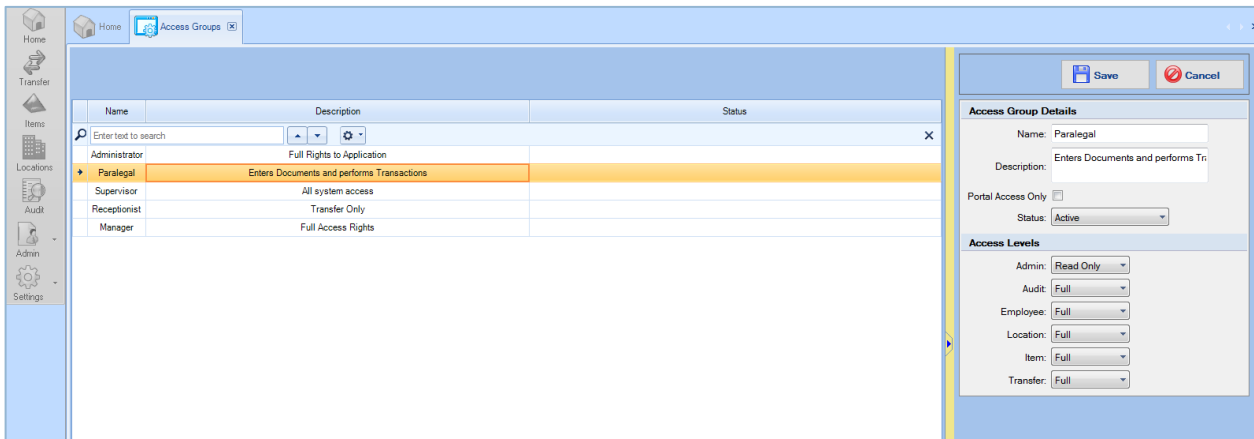 Home
Transfer
Items
Locations
Audit
Admin
Settings
Home Access Groups
Name Description Status
Enter text to search
Administrator Full Rights to Application
Paralegal Enters Documents and performs Transactions
Supervisor All system access
Receptionist Transfer Only
Manager Full Access Rights
Save Cancel
Access Group Details
Name: Paralegal
Description: Enters Documents and performs Tra
Portal Access Only
Status: Active
Access Levels
Admin: Read Only
Audit: Full
Employee: Full
Location: Full
Item: Full
Transfer: Full